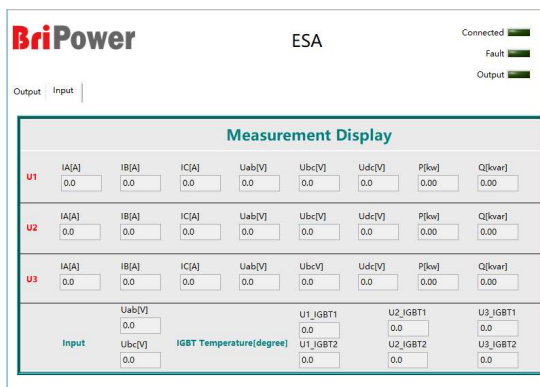 BriPower
ESA
Connected
Fault
Output
Output Input
Measurement Display
IA[A] IB[A] IC[A] Uab[V] Ubc[V] Udc[V] P[kw] Q[kvar]
U1 0.0 0.0 0.0 0.0 0.0 0.0 0.00 0.00
IA[A] IB[A] IC[A] Uab[V] Ubc[V] Udc[V] P[kw] Q[kvar]
U2 0.0 0.0 0.0 0.0 0.0 0.0 0.00 0.00
IA[A] IB[A] IC[A] Uab[V] UbcV] Udc[V] P[kw] Q[kvar]
U3 0.0 0.0 0.0 0.0 0.0 0.0 0.00 0.00
Uab[V] U1_IGBT1 U2_IGBT1 U3_IGBT1
0.0 0.0 0.0 0.0
Input Ubc[V] IGBT Temperature[degree] U1_IGBT2 U2_IGBT2 U3_IGBT2
0.0 0.0 0.0 0.0